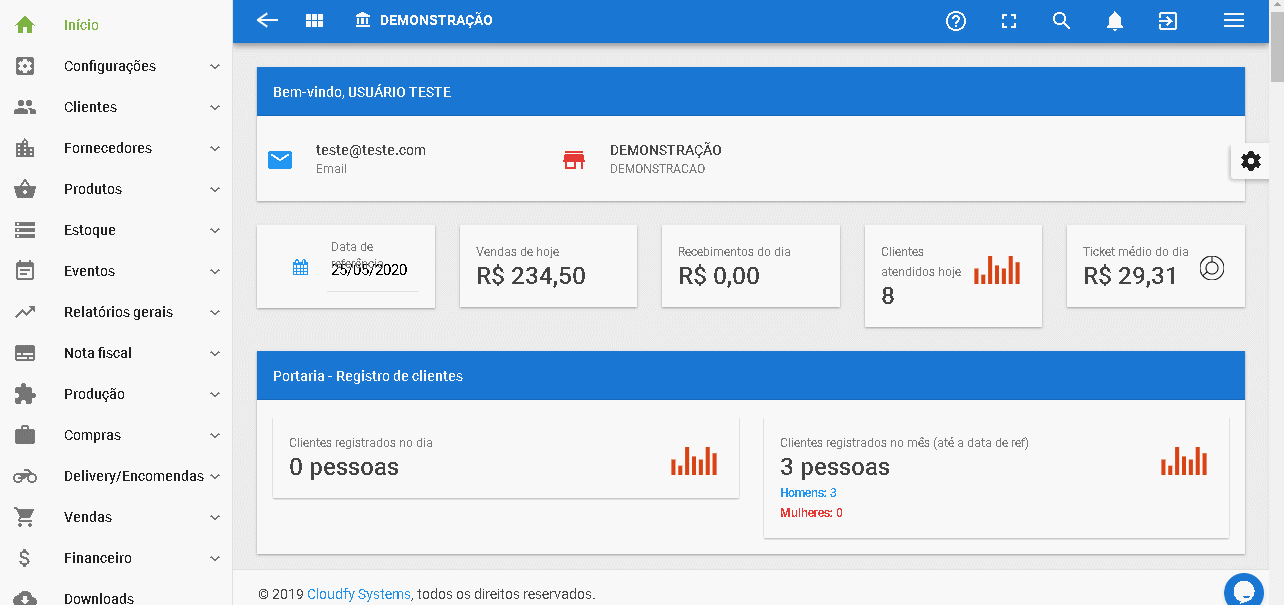 Início
Configurações
Clientes
Fornecedores
Produtos
Estoque
Eventos
Relatórios gerais
Nota fiscal
Produção
Compras
Delivery/Encomendas
Vendas
Financeiro
Downloads
DEMONSTRAÇÃO
Bem-vindo, USUÁRIO TESTE
teste@teste.com
Email
DEMONSTRAÇÃO
DEMONSTRACAO
Data de
referência
25/05/2020
Vendas de hoje
R$ 234,50
Recebimentos do dia
R$ 0,00
Clientes
atendidos hoje
8
Ticket médio do dia
R$ 29,31
Portaria - Registro de clientes
Clientes registrados no dia
0 pessoas
Clientes registrados no mês (até a data de ref)
3 pessoas
Homens: 3
Mulheres: 0
© 2019 Cloudfy Systems, todos os direitos reservados.